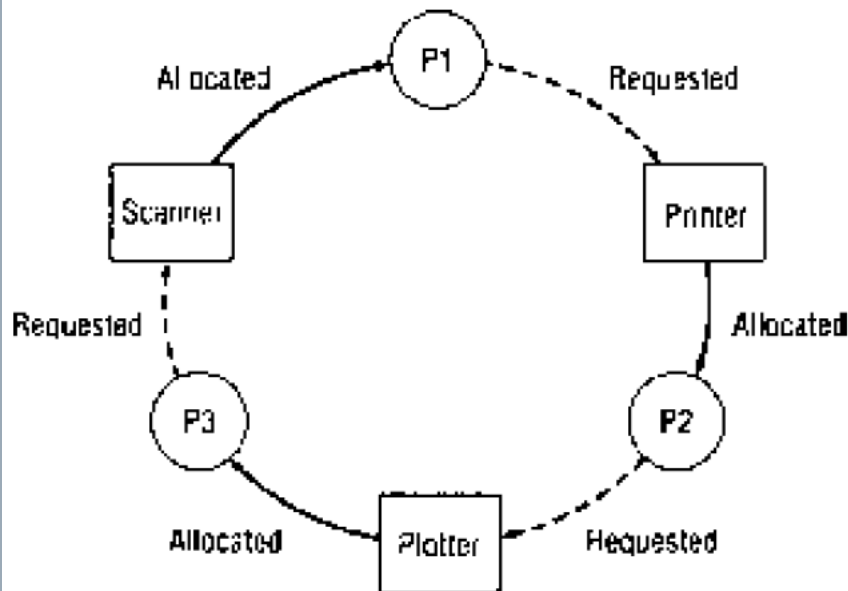 P1
Allocated
Requested
Scanner
Printer
Requested
Allocated
P3
P2
Allocated
Plotter
Requested